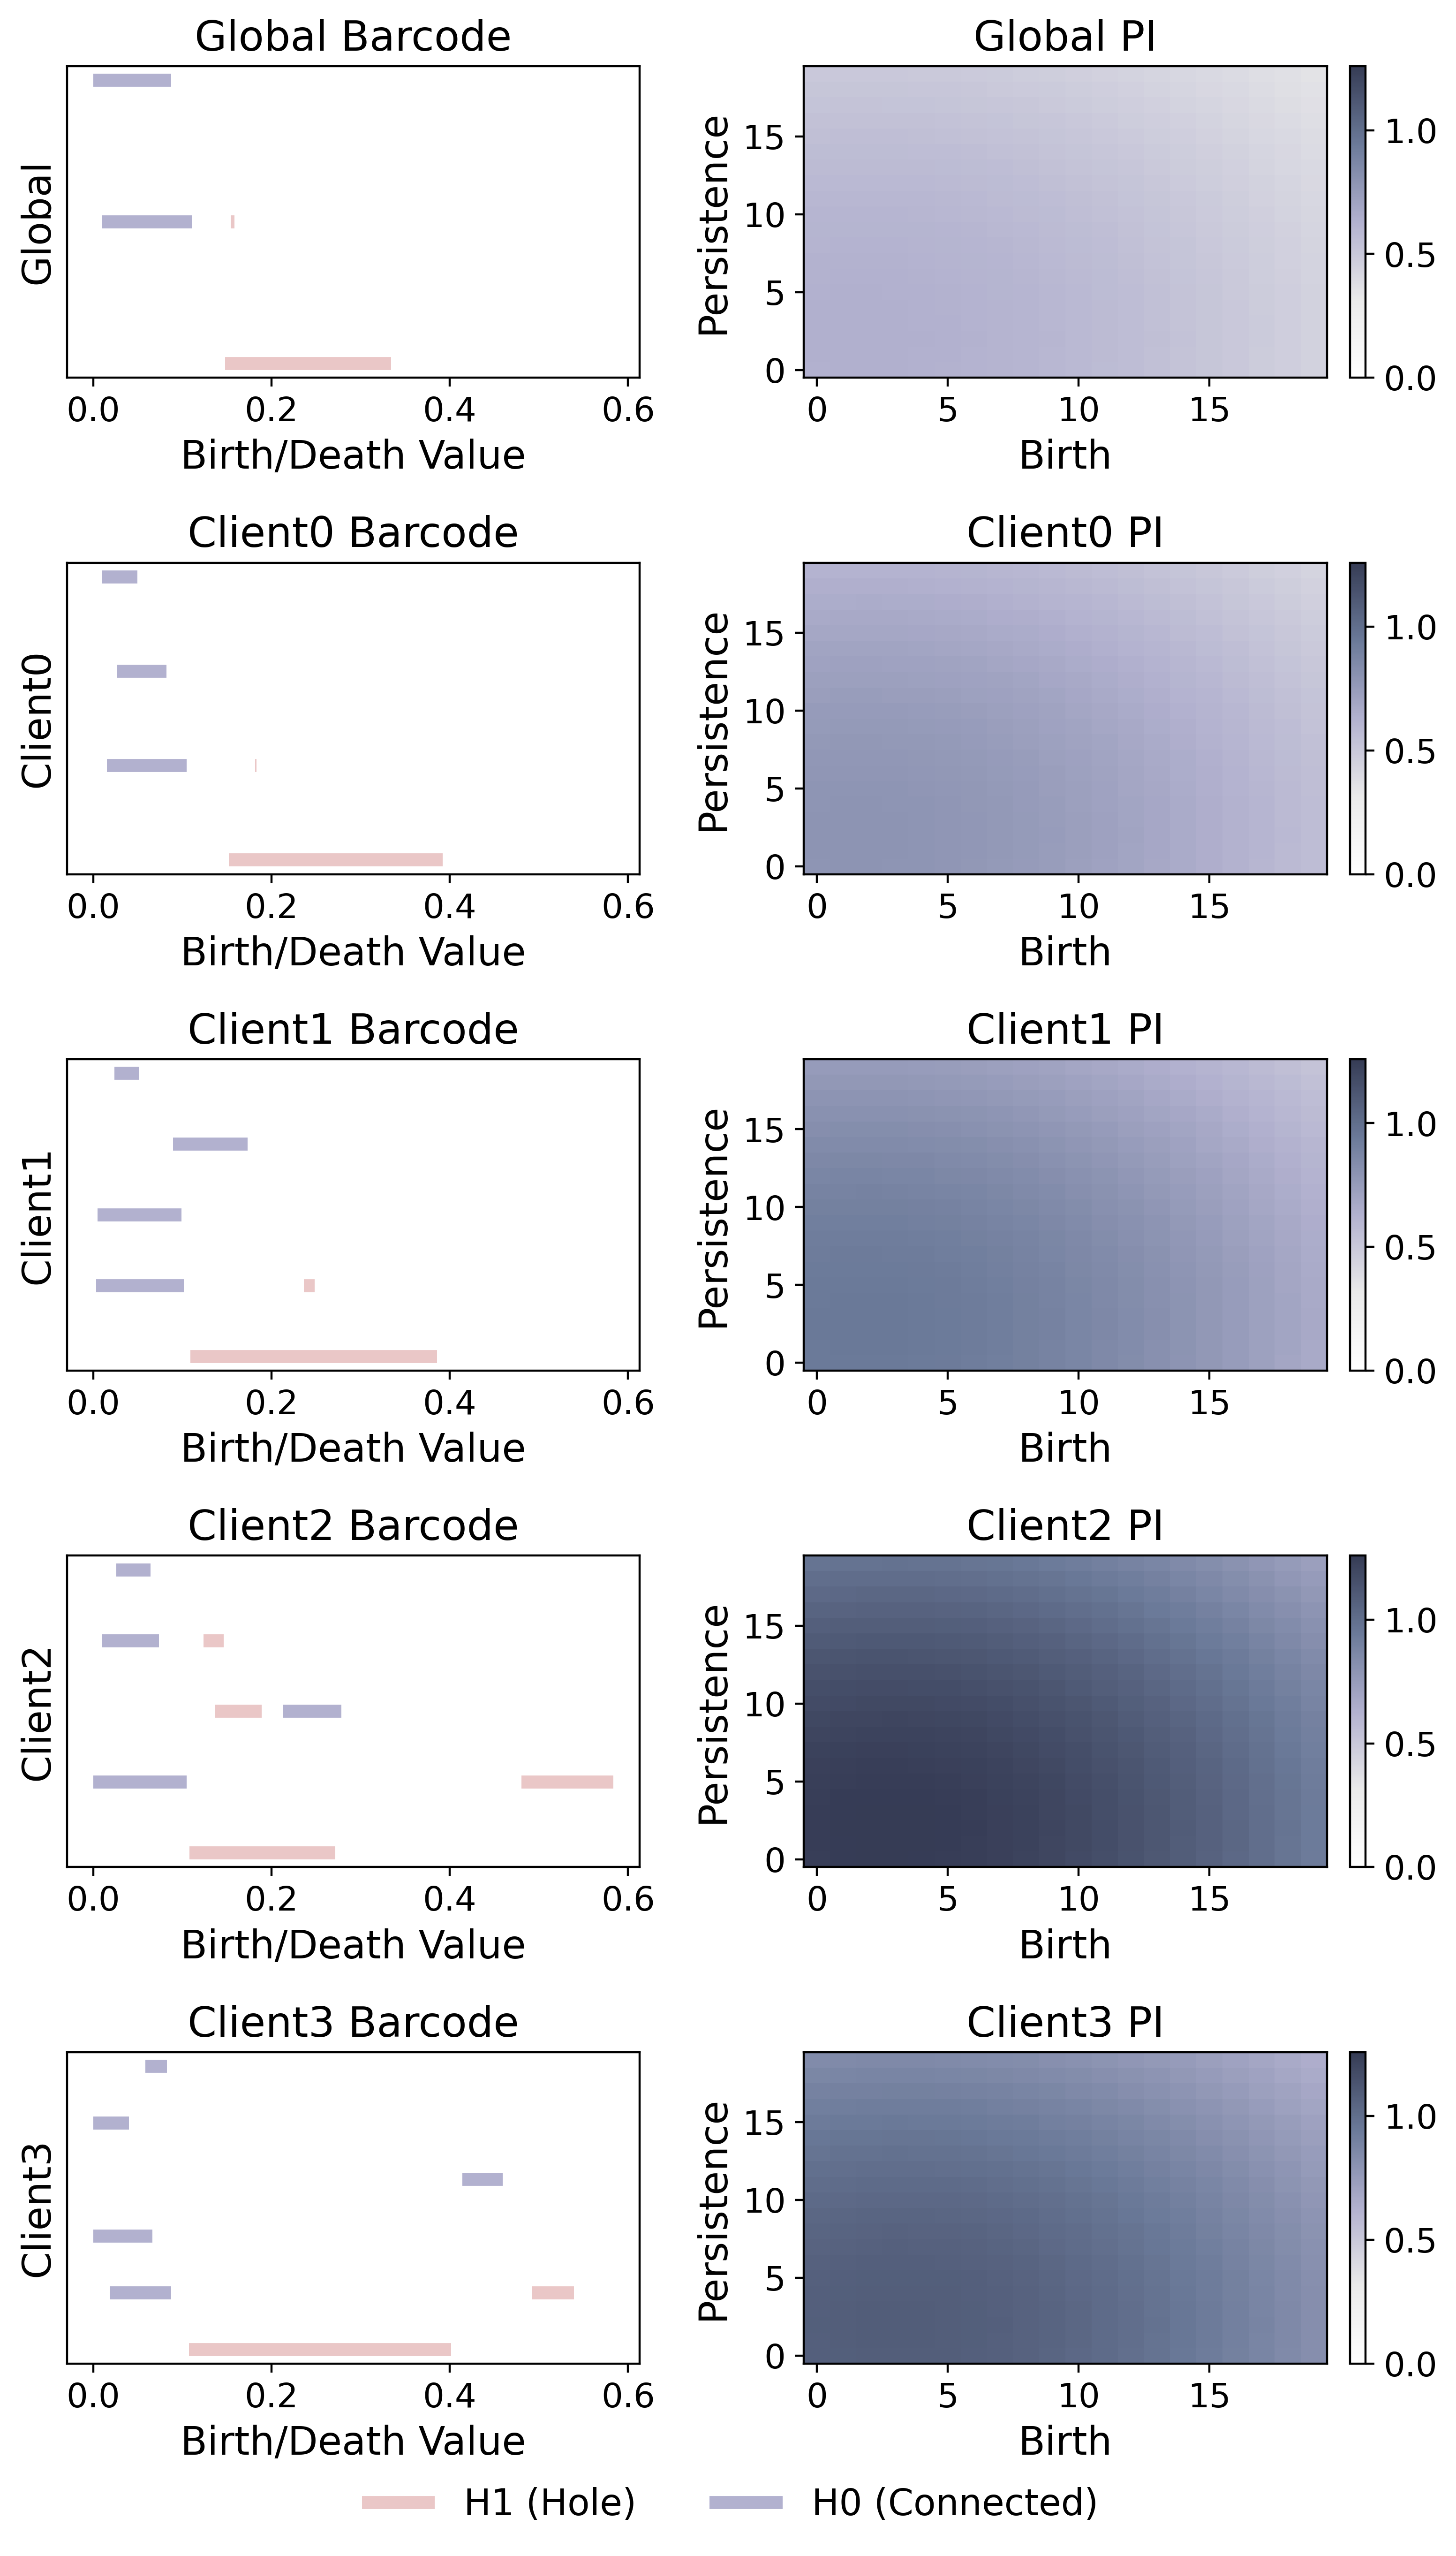 Global Barcode
Global PI
Global
0.0 0.2 0.4 0.6
Birth/Death Value
Persistence
15
10
5
0
0 5 10 15
Birth
1.0
0.5
0.0
Client0 Barcode
Client0 PI
Client0
0.0 0.2 0.4 0.6
Birth/Death Value
Persistence
15
10
5
0
0 5 10 15
Birth
1.0
0.5
0.0
Client1 Barcode
Client1 PI
Client1
0.0 0.2 0.4 0.6
Birth/Death Value
Persistence
15
10
5
0
0 5 10 15
Birth
1.0
0.5
0.0
Client2 Barcode
Client2 PI
Client2
0.0 0.2 0.4 0.6
Birth/Death Value
Persistence
15
10
5
0
0 5 10 15
Birth
1.0
0.5
0.0
Client3 Barcode
Client3 PI
Client3
0.0 0.2 0.4 0.6
Birth/Death Value
Persistence
15
10
5
0
0 5 10 15
Birth
1.0
0.5
0.0
H1 (Hole) H0 (Connected)